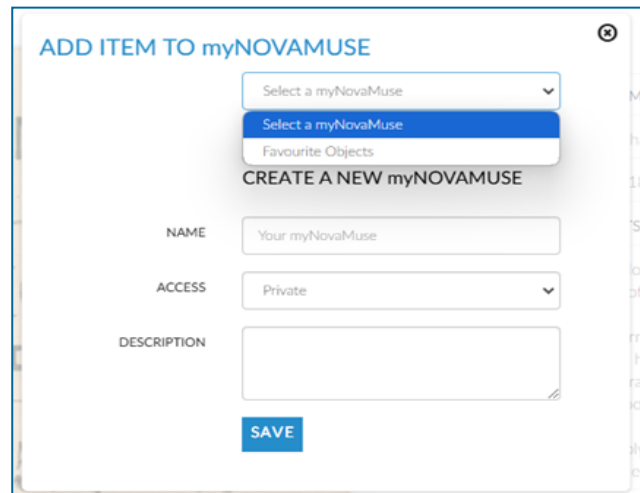 ADD ITEM TO myNOVAMUSE
Select a myNovaMuse
Select a myNovaMuse
Favourite Objects
CREATE A NEW myNOVAMUSE
NAME
Your myNovaMuse
ACCESS
Private
DESCRIPTION
SAVE